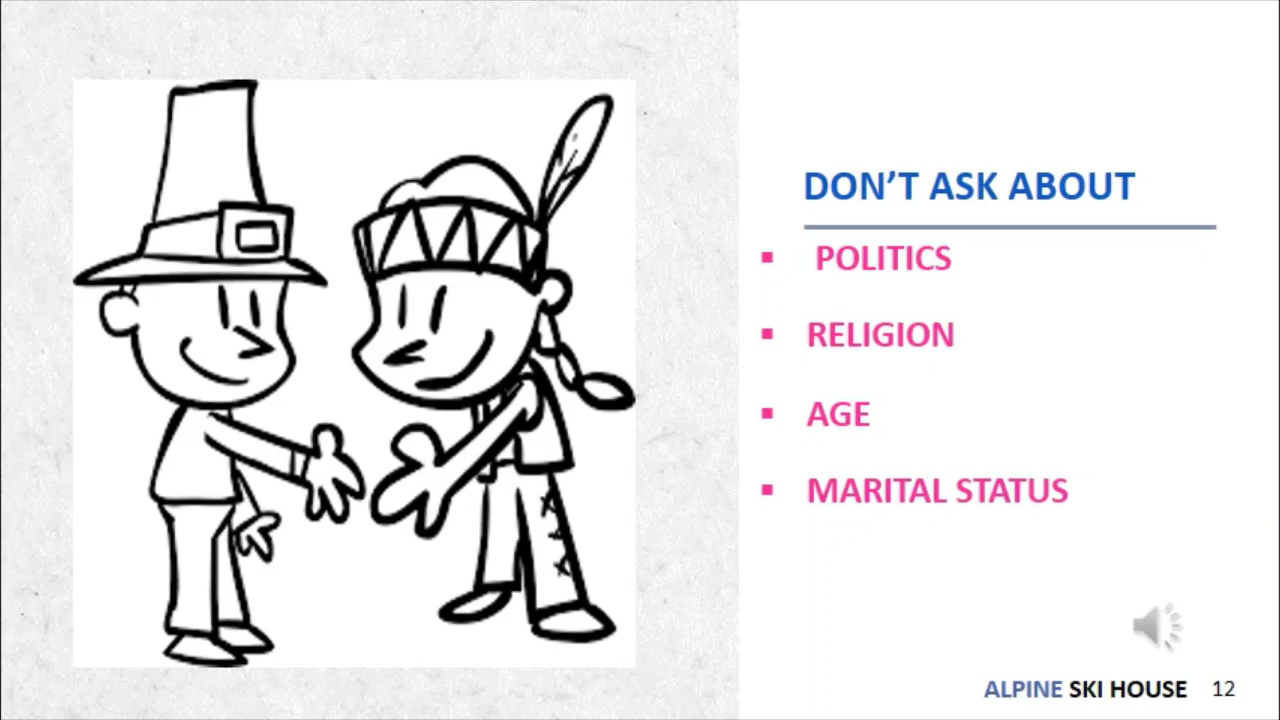 DON'T ASK ABOUT
▪ POLITICS
▪ RELIGION
▪ AGE
▪ MARITAL STATUS
ALPINE SKI HOUSE 12